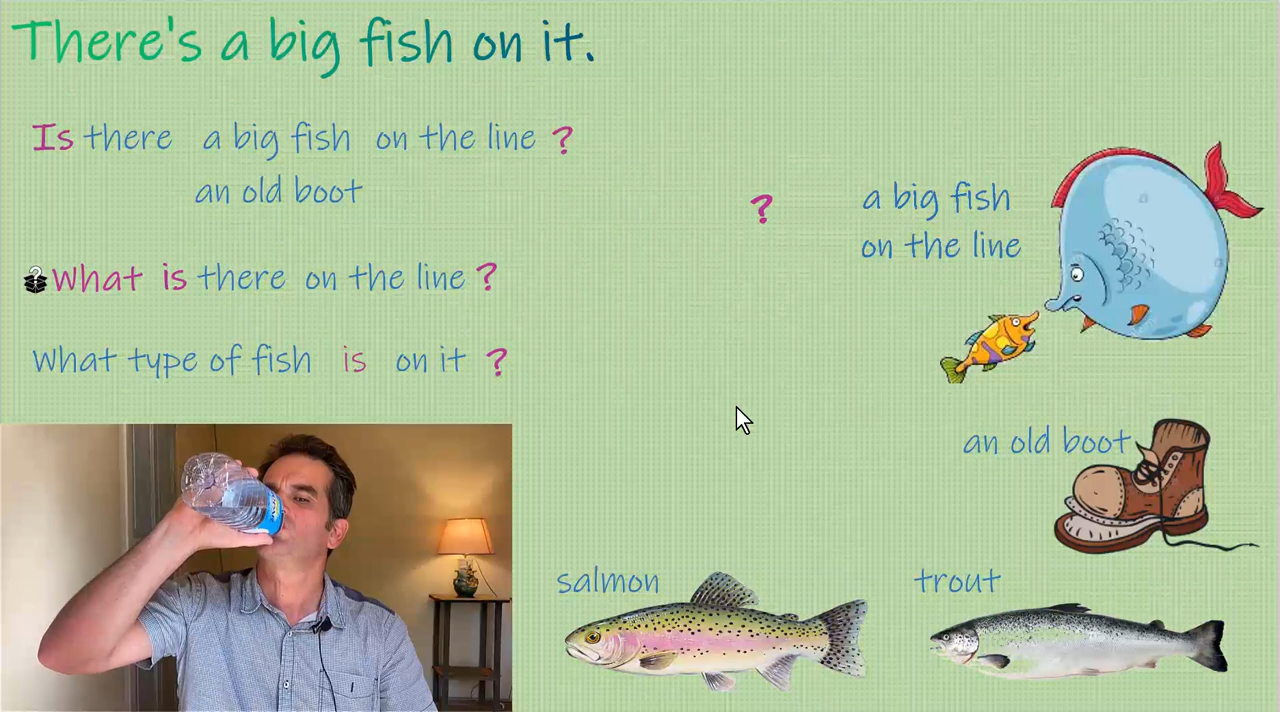 There's a big fish on it.
Is there a big fish on the line ?
an old boot
?
a big fish
on the line
What is there on the line ?
What type of fish is on it ?
an old boot
salmon
trout